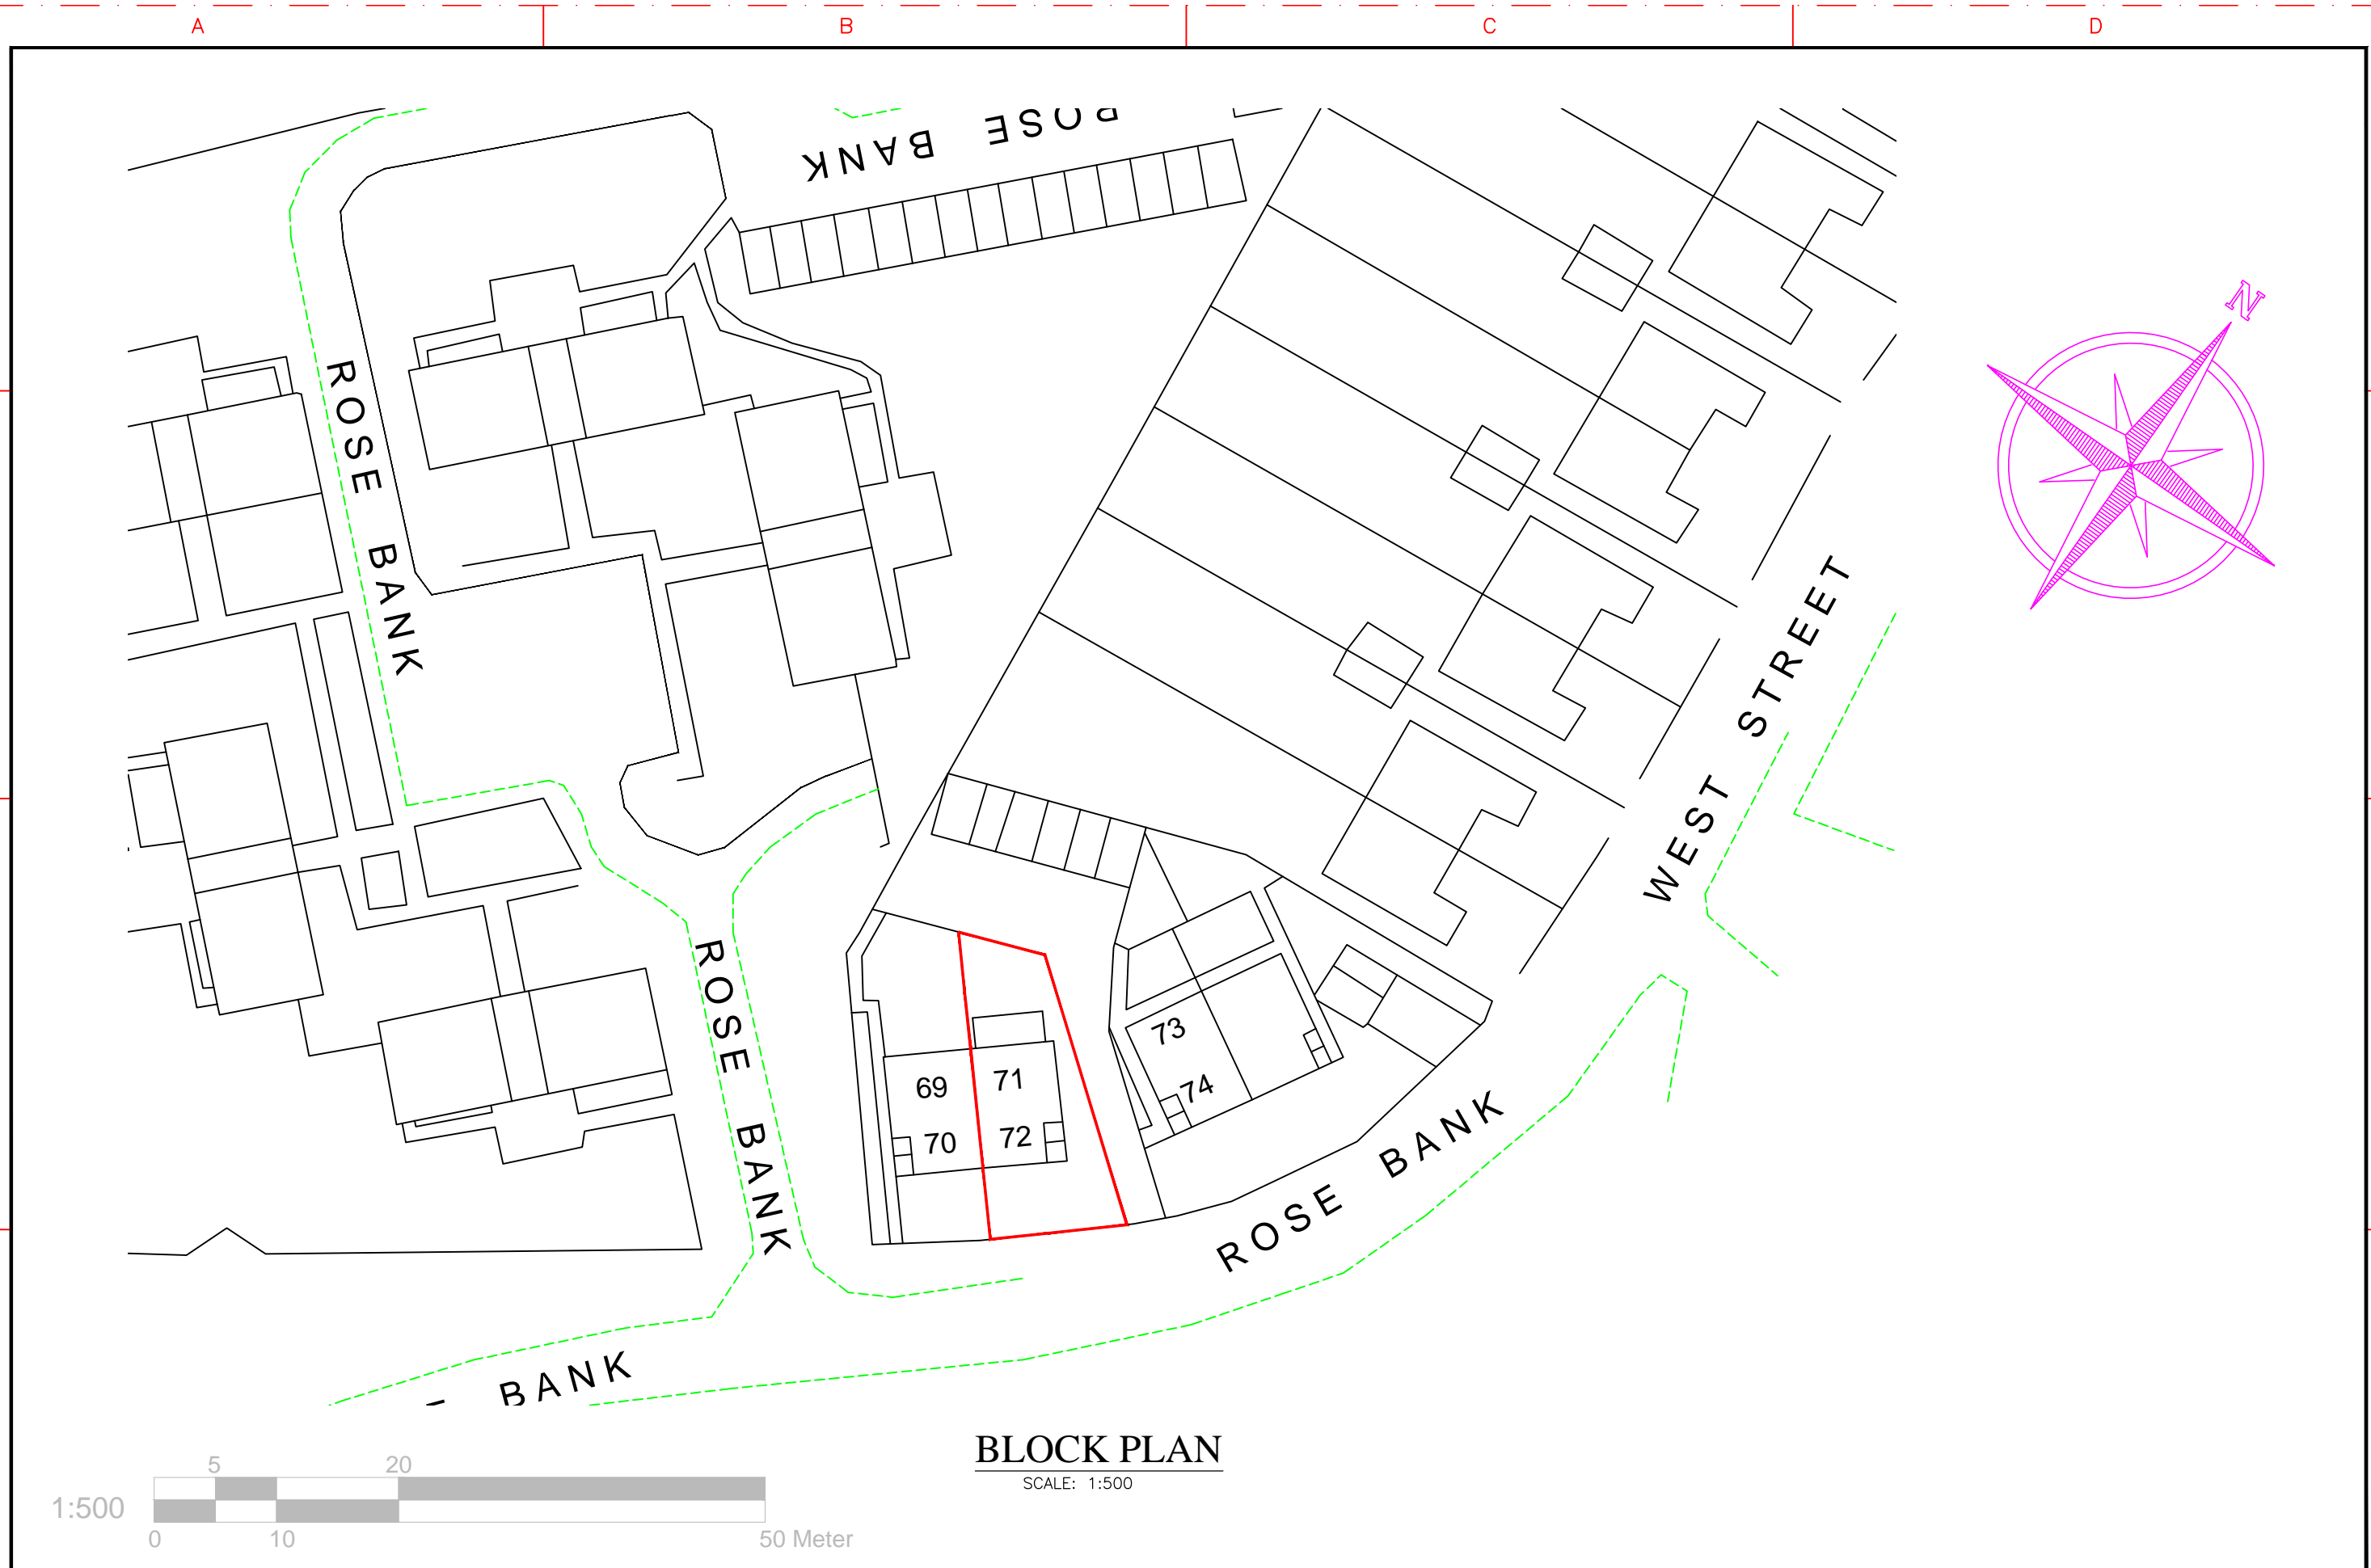 A
B
C
D
ROSE BANK
N
ROSE BANK
WEST STREET
ROSE BANK
73
71
69
74
72
70
ROSE BANK
BANK
BLOCK PLAN
SCALE: 1:500
5
20
1:500
0
10
50 Meter